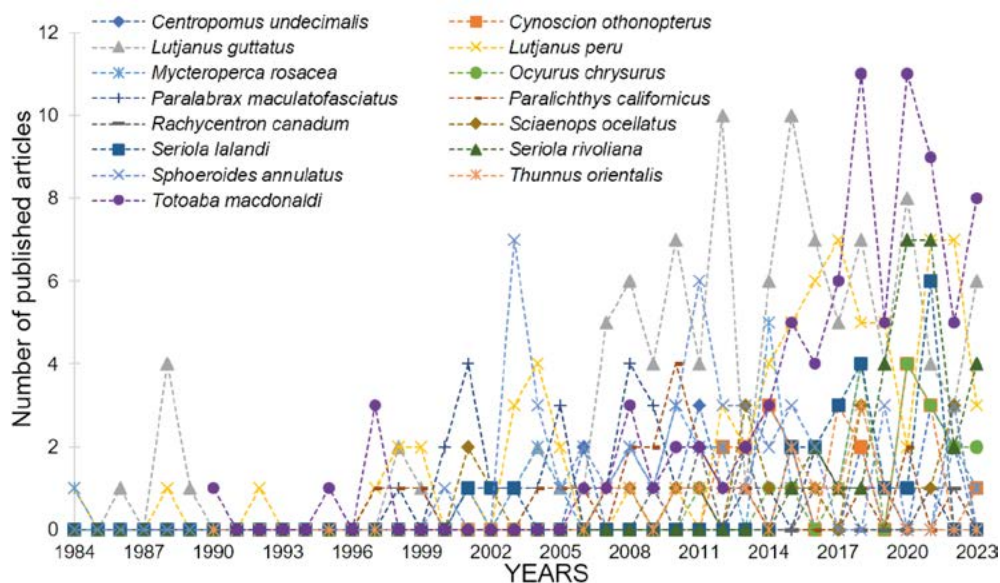 Centropomus undecimalis
Cynoscion othonopterus
Lutjanus guttatus
Lutjanus peru
Mycteroperca rosacea
Ocyurus chrysurus
Paralabrax maculatofasciatus
Paralichthys californicus
Rachycentron canadum
Sciaenops ocellatus
Seriola lalandi
Seriola rivoliana
Sphoeroides annulatus
Thunnus orientalis
Totoaba macdonaldi
Number of published articles
12
10
8
6
4
2
0
1984 1987 1990 1993 1996 1999 2002 2005 2008 2011 2014 2017 2020 2023
YEARS